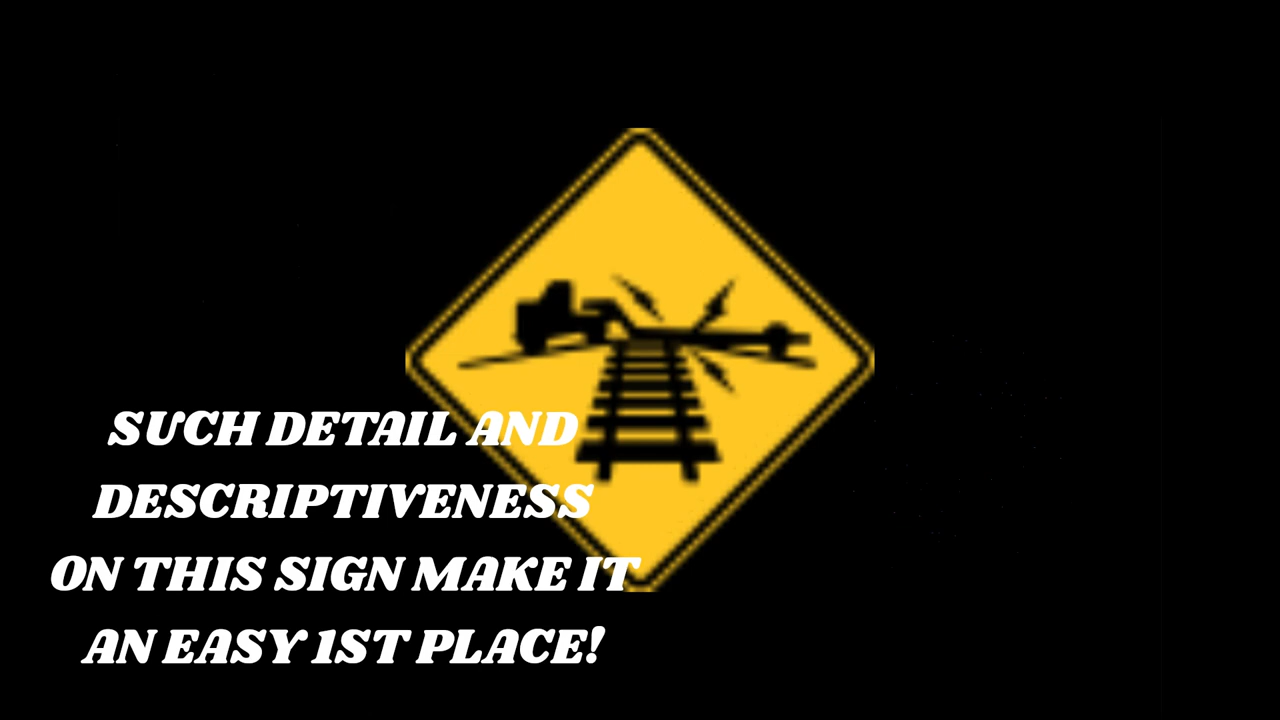 SUCH DETAIL AND
DESCRIPTIVENESS
ON THIS SIGN MAKE IT
AN EASY 1ST PLACE!